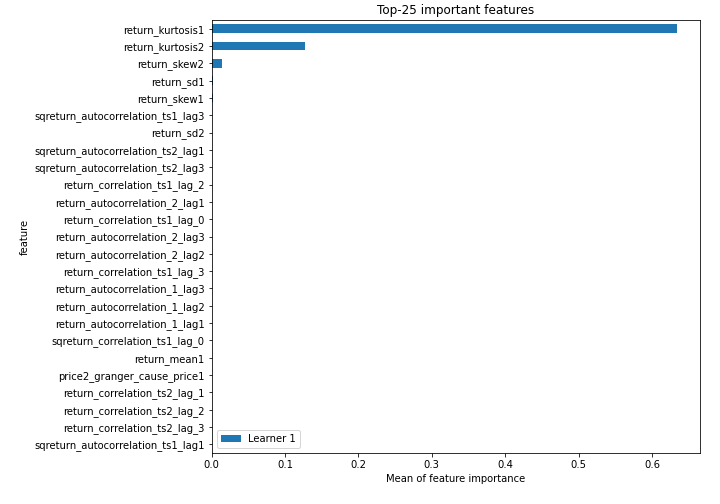 Top-25 important features
return_kurtosis1
return_kurtosis2
return_skew2
return_sd1
return_skew1
sqreturn_autocorrelation_ts1_lag3
return_sd2
sqreturn_autocorrelation_ts2_lag1
sqreturn_autocorrelation_ts2_lag3
return_correlation_ts1_lag_2
return_autocorrelation_2_lag1
return_correlation_ts1_lag_0
return_autocorrelation_2_lag3
return_autocorrelation_2_lag2
return_correlation_ts1_lag_3
return_autocorrelation_1_lag3
return_autocorrelation_1_lag2
return_autocorrelation_1_lag1
sqreturn_correlation_ts1_lag_0
return_mean1
price2_granger_cause_price1
return_correlation_ts2_lag_1
return_correlation_ts2_lag_2
return_correlation_ts2_lag_3
sqreturn_autocorrelation_ts1_lag1
feature
Learner 1
0.0 0.1 0.2 0.3 0.4 0.5 0.6
Mean of feature importance